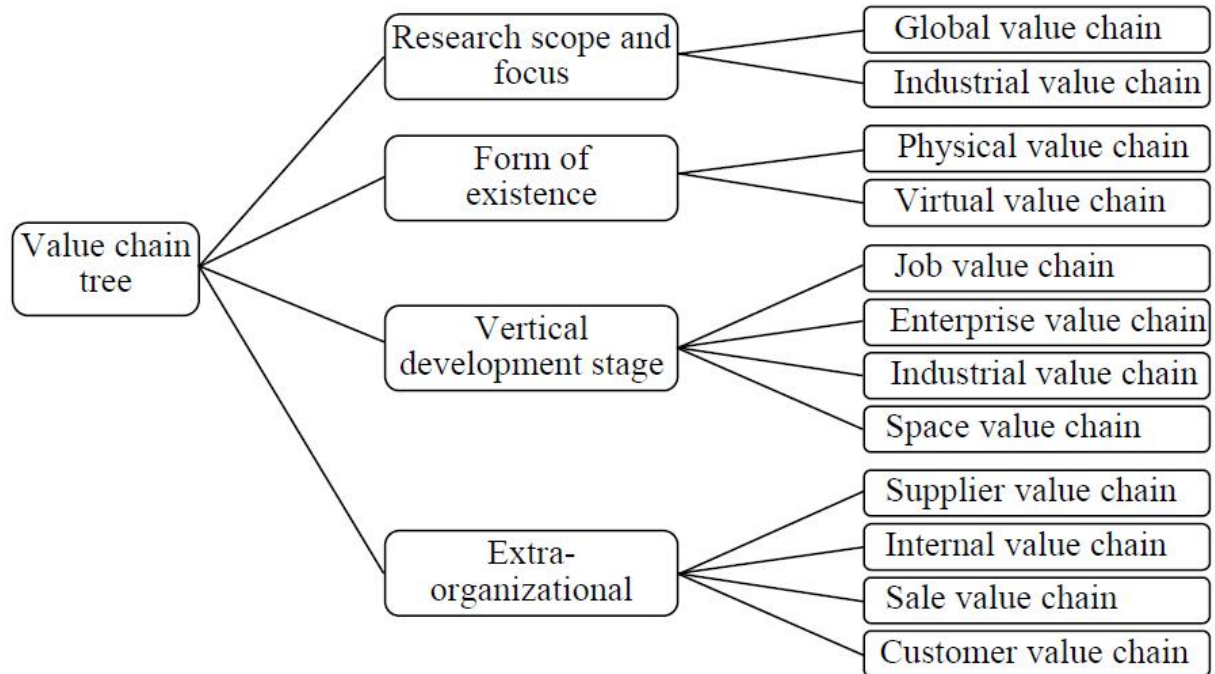 Value chain
tree
Research scope and
focus
Global value chain
Industrial value chain
Form of
existence
Physical value chain
Virtual value chain
Vertical
development stage
Job value chain
Enterprise value chain
Industrial value chain
Space value chain
Extra-
organizational
Supplier value chain
Internal value chain
Sale value chain
Customer value chain